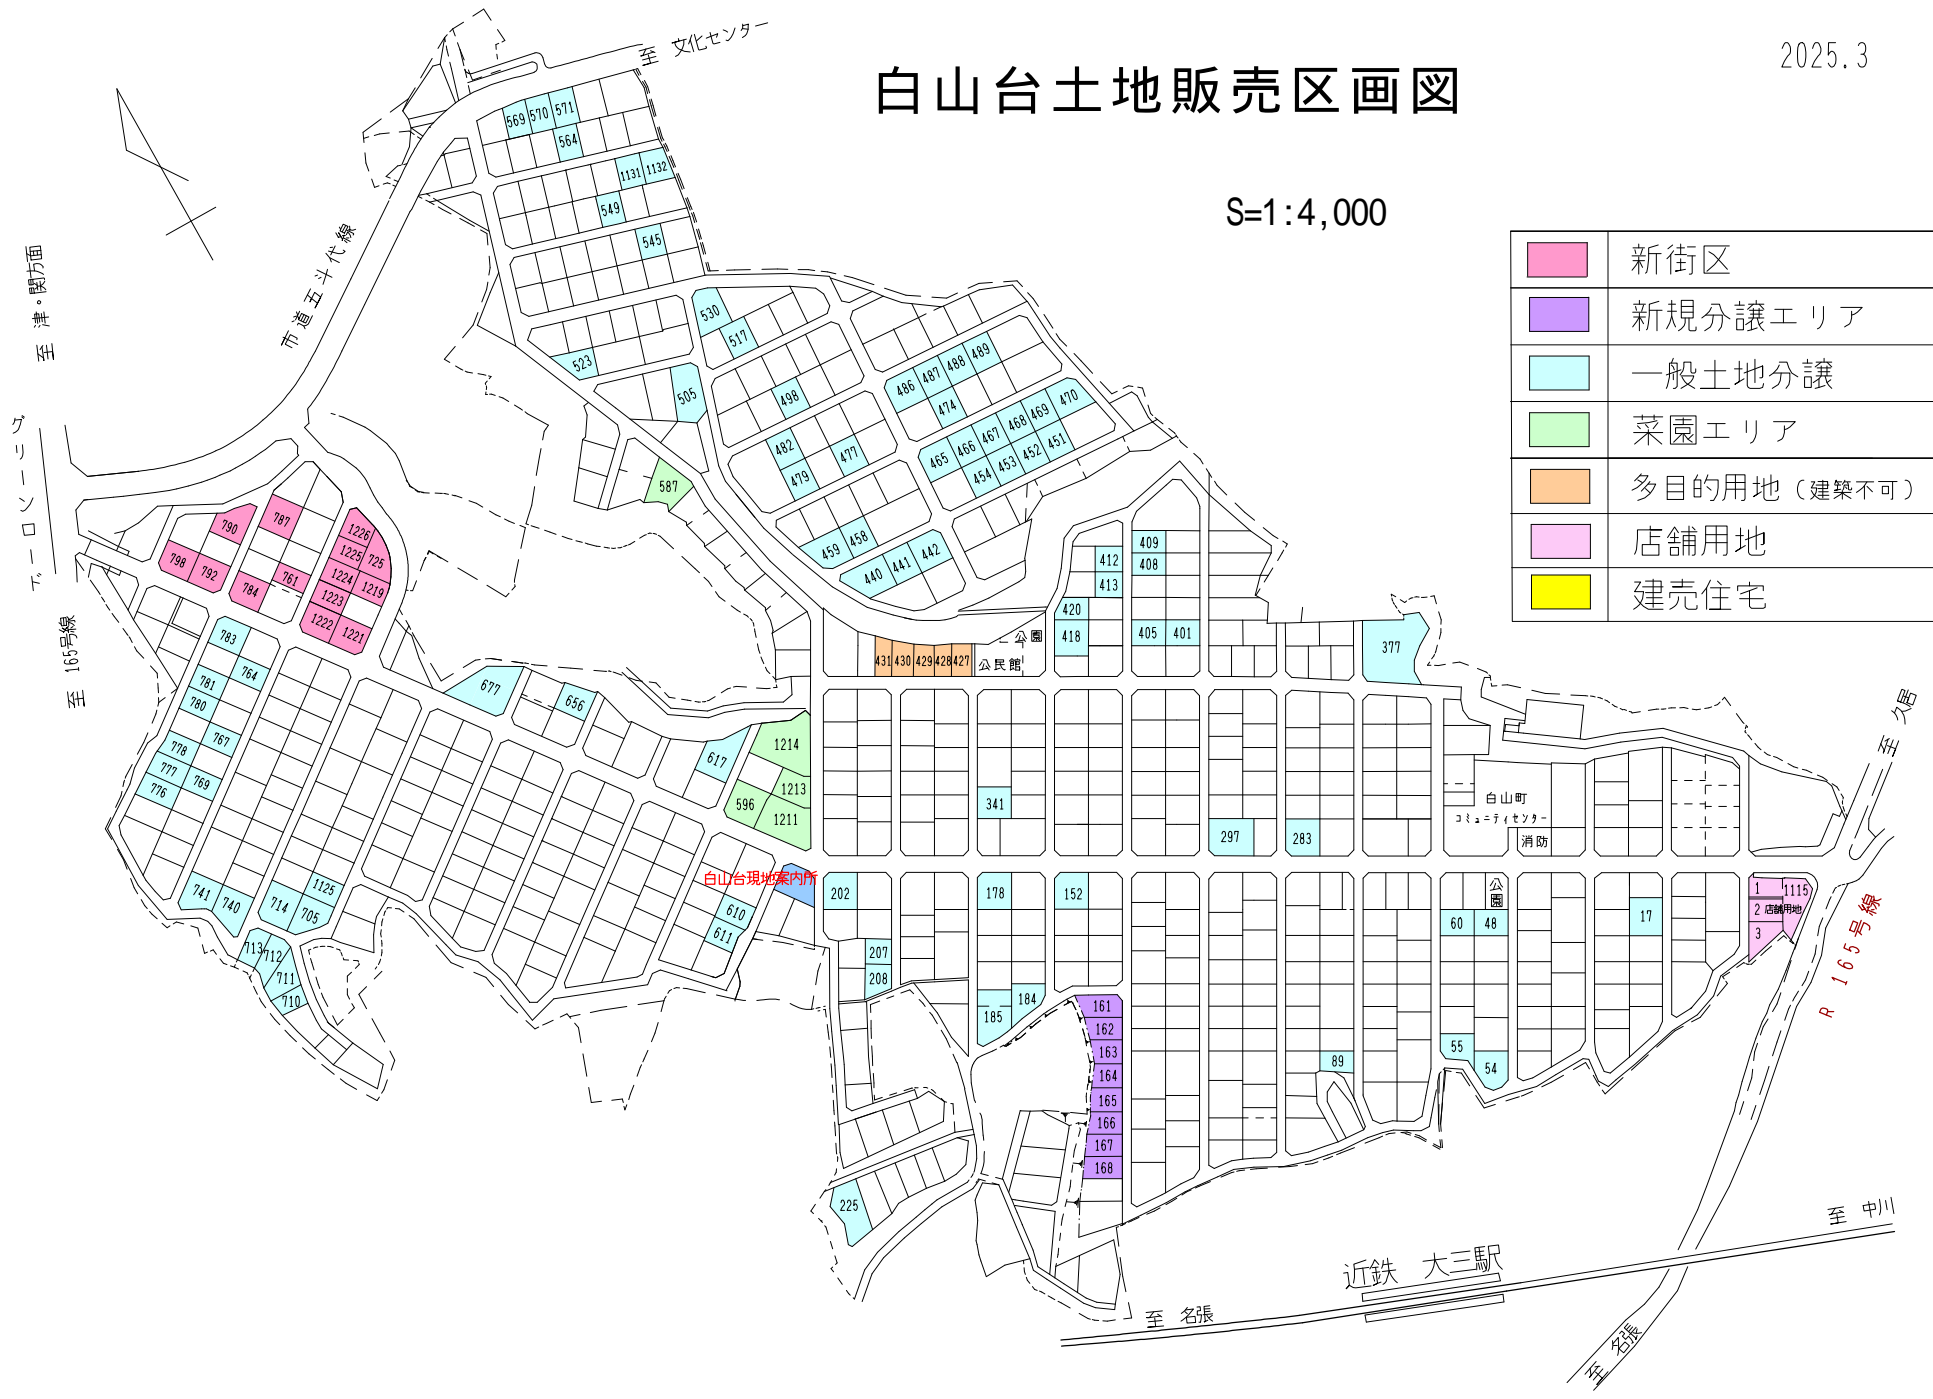 2025.3
白山台土地販売区画図
S=1:4,000
新街区
新規分譲エリア
一般土地分譲
菜園エリア
多目的用地（建築不可）
店舗用地
建売住宅
至 文化センター
市道五斗代線
至 津・関方面
グリーンロード
至 165号線
569 570 571
564
1131 1132
549
545
530
517
523
505
498
486 487 488 489
474
482
479
477
470
469
468
467
466
465
454 453 452 451
459 458
440 441 442
587
790
787
798 792
784
761
1226
1225 725
1224 1219
1223
1222 1221
783
764
781
780
767
778
777
769
776
741 740
714 705
1125
713 712
711
710
677
656
617
1214
1213
596
1211
白山台現地案内所
610
611
409
408
412
413
420
418
405 401
公園
公民館
431 430 429 428 427
377
341
297
283
白山町
コミュニティセンター
消防
202
207
208
178
152
184
185
161
162
163
164
165
166
167
168
225
89
公園
60 48
55
54
17
1 1115
2 店舗用地
3
至 久居
R 165号線
至 中川
近鉄 大三駅
至 名張
至 名張